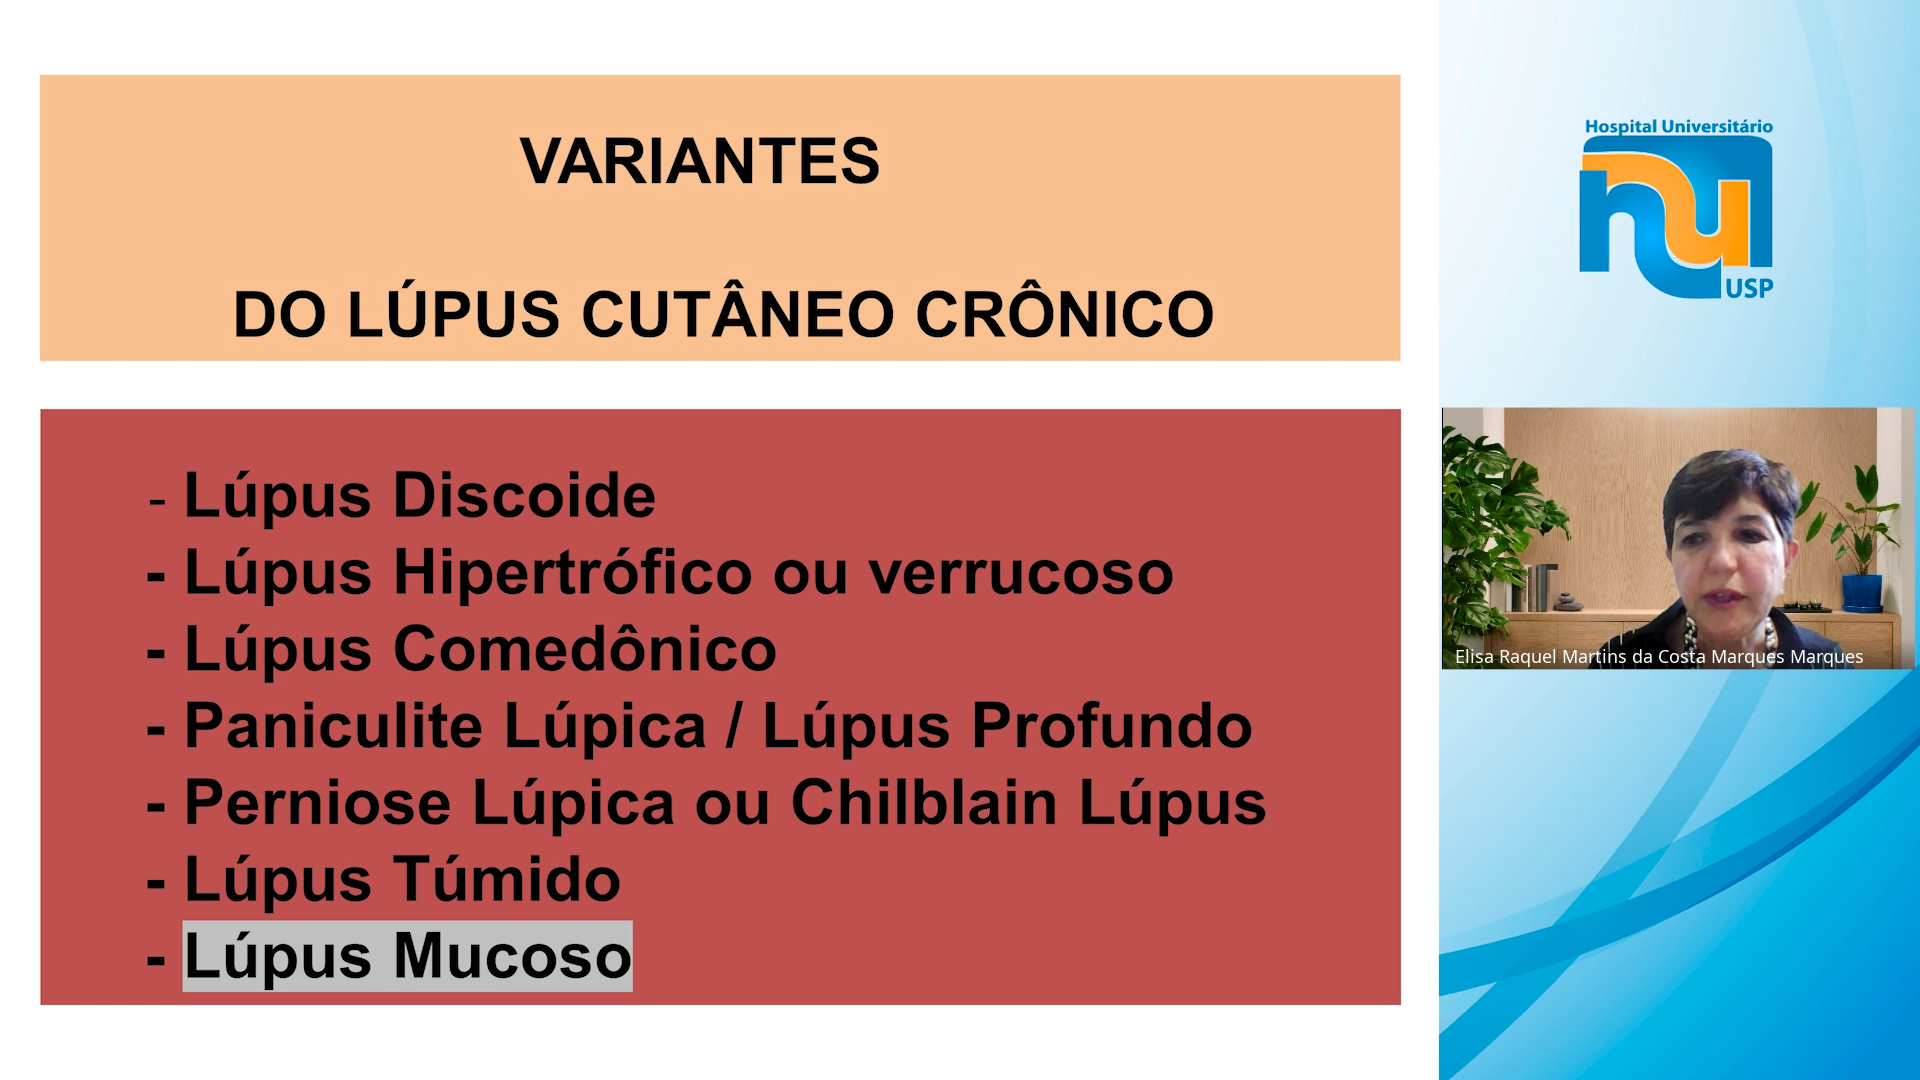 VARIANTES
DO LÚPUS CUTÂNEO CRÔNICO
- Lúpus Discoide
- Lúpus Hipertrófico ou verrucoso
- Lúpus Comedônico
- Paniculite Lúpica / Lúpus Profundo
- Perniose Lúpica ou Chilblain Lúpus
- Lúpus Túmido
- Lúpus Mucoso
Hospital Universitário
hu
USP
Elisa Raquel Martins da Costa Marques Marques